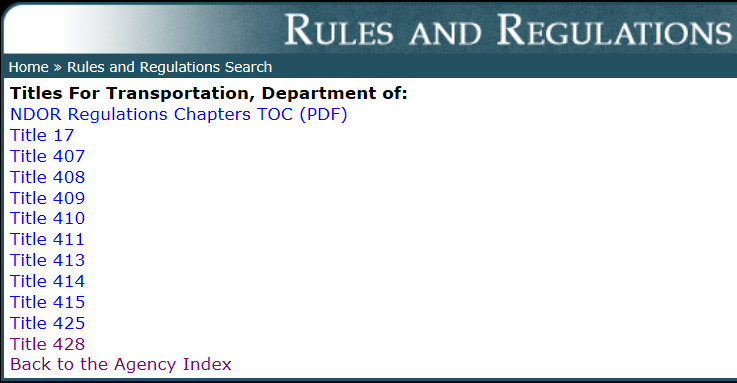 RULES AND REGULATIONS
Home » Rules and Regulations Search
Titles For Transportation, Department of:
NDOR Regulations Chapters TOC (PDF)
Title 17
Title 407
Title 408
Title 409
Title 410
Title 411
Title 413
Title 414
Title 415
Title 425
Title 428
Back to the Agency Index